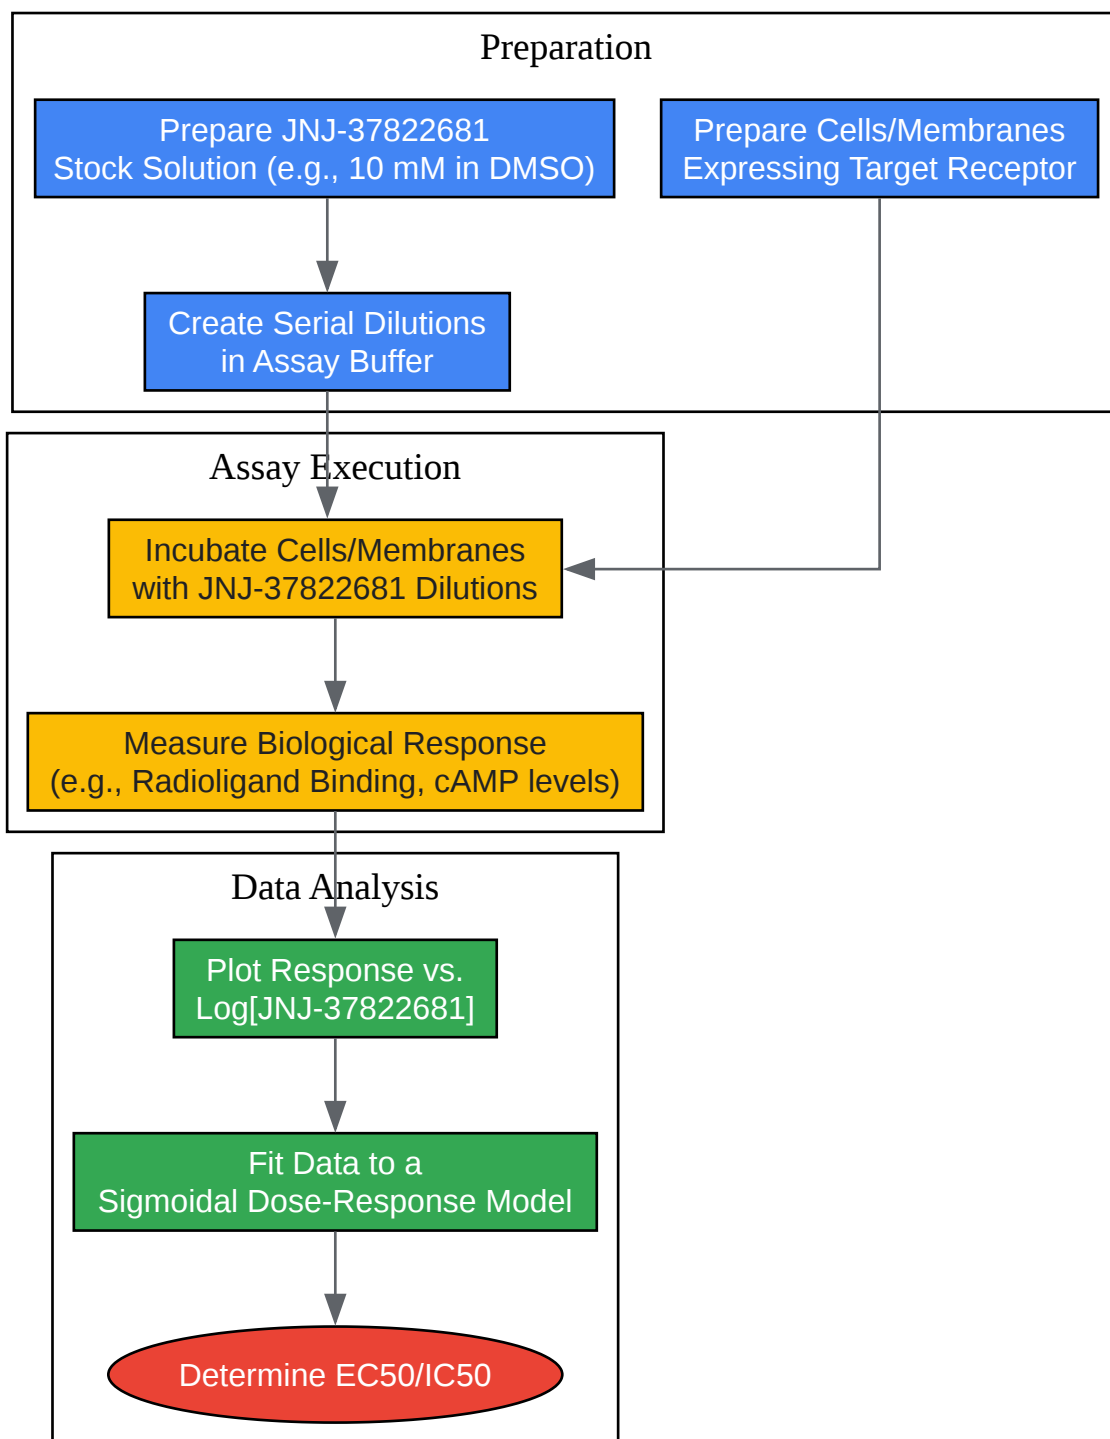 Preparation
Prepare JNJ-37822681
Stock Solution (e.g., 10 mM in DMSO)
Prepare Cells/Membranes
Expressing Target Receptor
Create Serial Dilutions
in Assay Buffer
Assay Execution
Incubate Cells/Membranes
with JNJ-37822681 Dilutions
Measure Biological Response
(e.g., Radioligand Binding, cAMP levels)
Data Analysis
Plot Response vs.
Log[JNJ-37822681]
Fit Data to a
Sigmoidal Dose-Response Model
Determine EC50/IC50